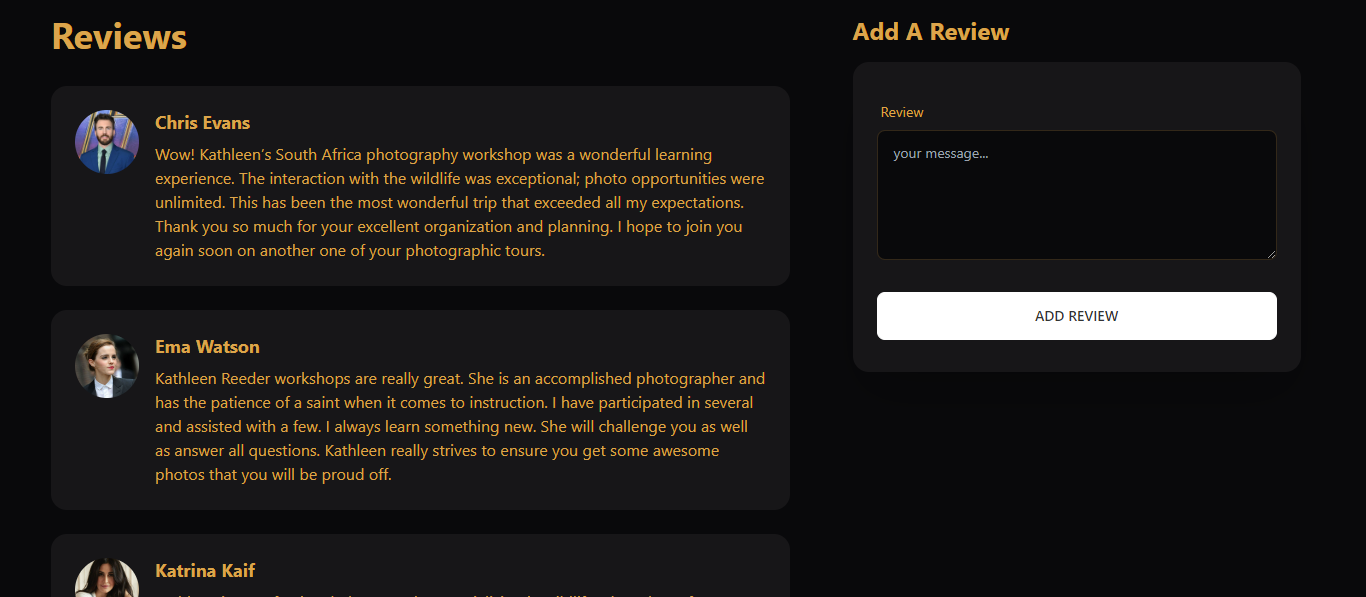 Reviews
Chris Evans
Wow! Kathleen's South Africa photography workshop was a wonderful learning
experience. The interaction with the wildlife was exceptional; photo opportunities were
unlimited. This has been the most wonderful trip that exceeded all my expectations.
Thank you so much for your excellent organization and planning. I hope to join you
again soon on another one of your photographic tours.
Ema Watson
Kathleen Reeder workshops are really great. She is an accomplished photographer and
has the patience of a saint when it comes to instruction. I have participated in several
and assisted with a few. I always learn something new. She will challenge you as well
as answer all questions. Kathleen really strives to ensure you get some awesome
photos that you will be proud off.
Katrina Kaif
Add A Review
Review
your message...
ADD REVIEW